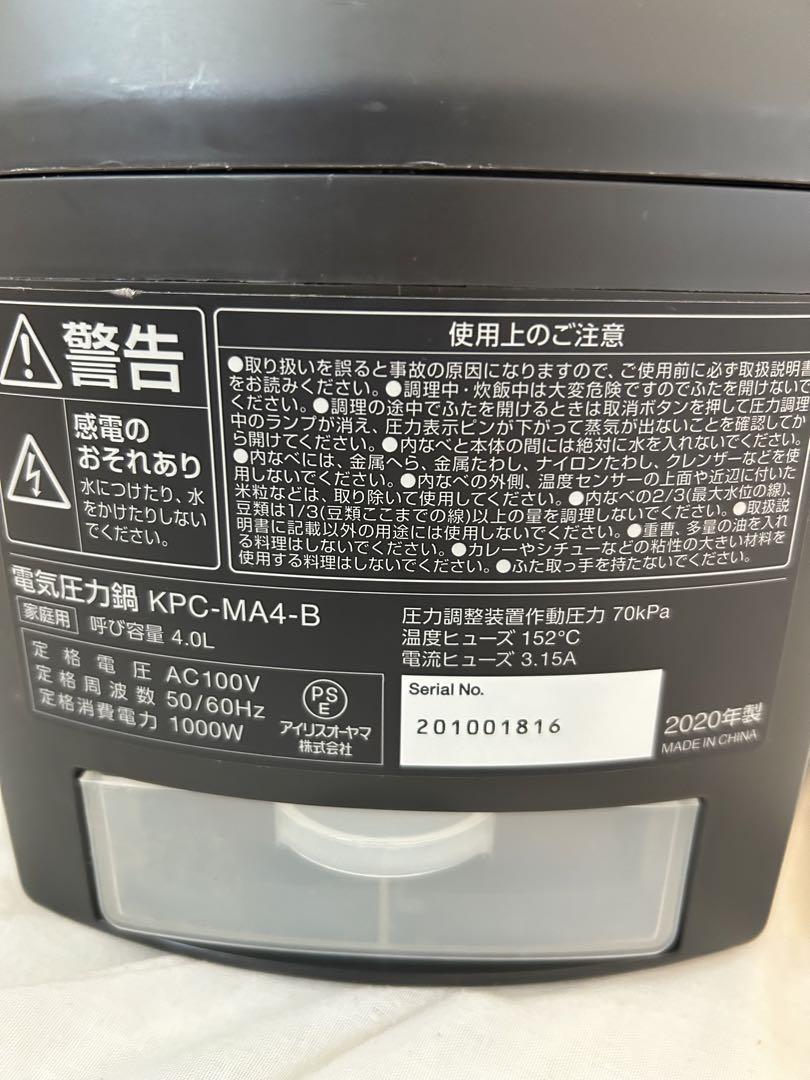 警告
感電の
おそれあり
水につけたり、水
をかけたりしない
でください。
使用上のご注意
●取り扱いを誤ると事故の原因になりますので、ご使用前に必ず取扱説明書
をお読みください。●調理中・炊飯中は大変危険ですのでふたを開けないで
ください。●調理の途中でふたを開けるときは取消ボタンを押して圧力調理
中のランプが消え、圧力表示ピンが下がって蒸気が出ないことを確認してか
ら開けてください。●内なべと本体の間には絶対に水を入れないでください。
●内なべには、金属へら、金属たわし、ナイロンたわし、クレンザーなどを使
用しないでください。●内なべの外側、温度センサーの上面や近辺に付いた
米粒などは、取り除いて使用してください。●内なべの2/3(最大水位の線)、
豆類は1/3(豆類ここまでの線)以上の量を調理しないでください。●取扱説
明書に記載以外の用途には使用しないでください。●重曹、多量の油を入れ
る料理はしないでください。●カレーやシチューなどの粘性の大きい材料を
使用する料理はしないでください。●ふた取っ手を持たないでください。
電気圧力鍋 KPC-MA4-B
家庭用 呼び容量 4.0L
定格電圧 AC100V
定格周波数 50/60Hz
定格消費電力 1000W
PS
E
アイリスオーヤマ
株式会社
圧力調整装置作動圧力 70kPa
温度ヒューズ 152°C
電流ヒューズ 3.15A
Serial No.
201001816
2020年製
MADE IN CHINA